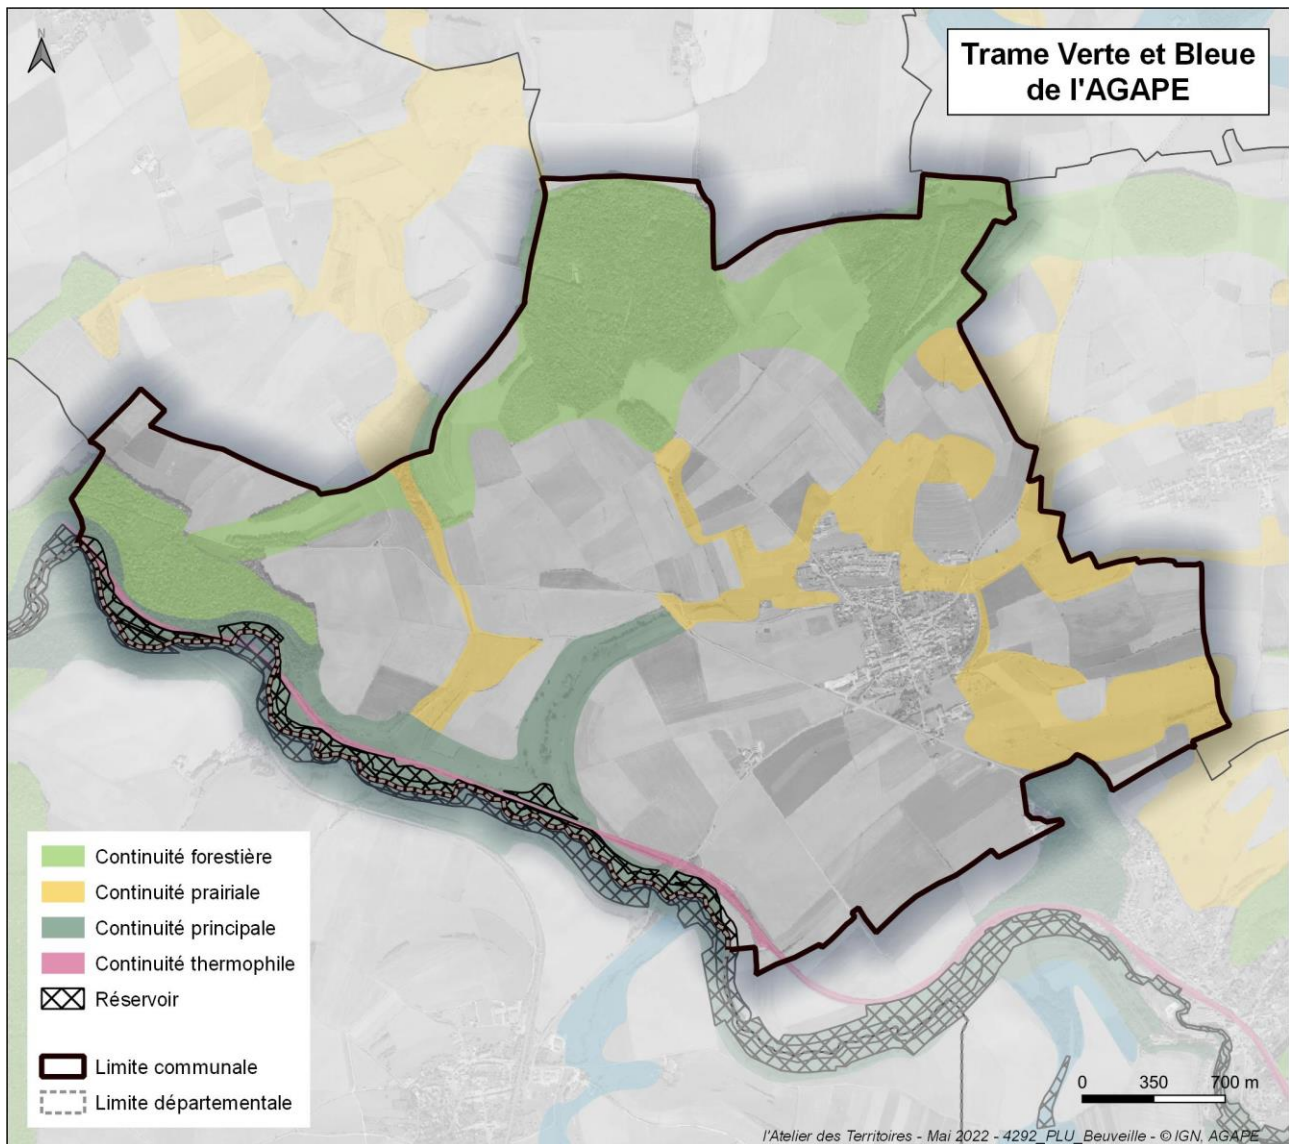 N
Trame Verte et Bleue
de l'AGAPE
Continuité forestière
Continuité prairiale
Continuité principale
Continuité thermophile
Réservoir
Limite communale
Limite départementale
0 350 700 m
l'Atelier des Territoires - Mai 2022 - 4292_PLU_Beuveille - © IGN, AGAPE